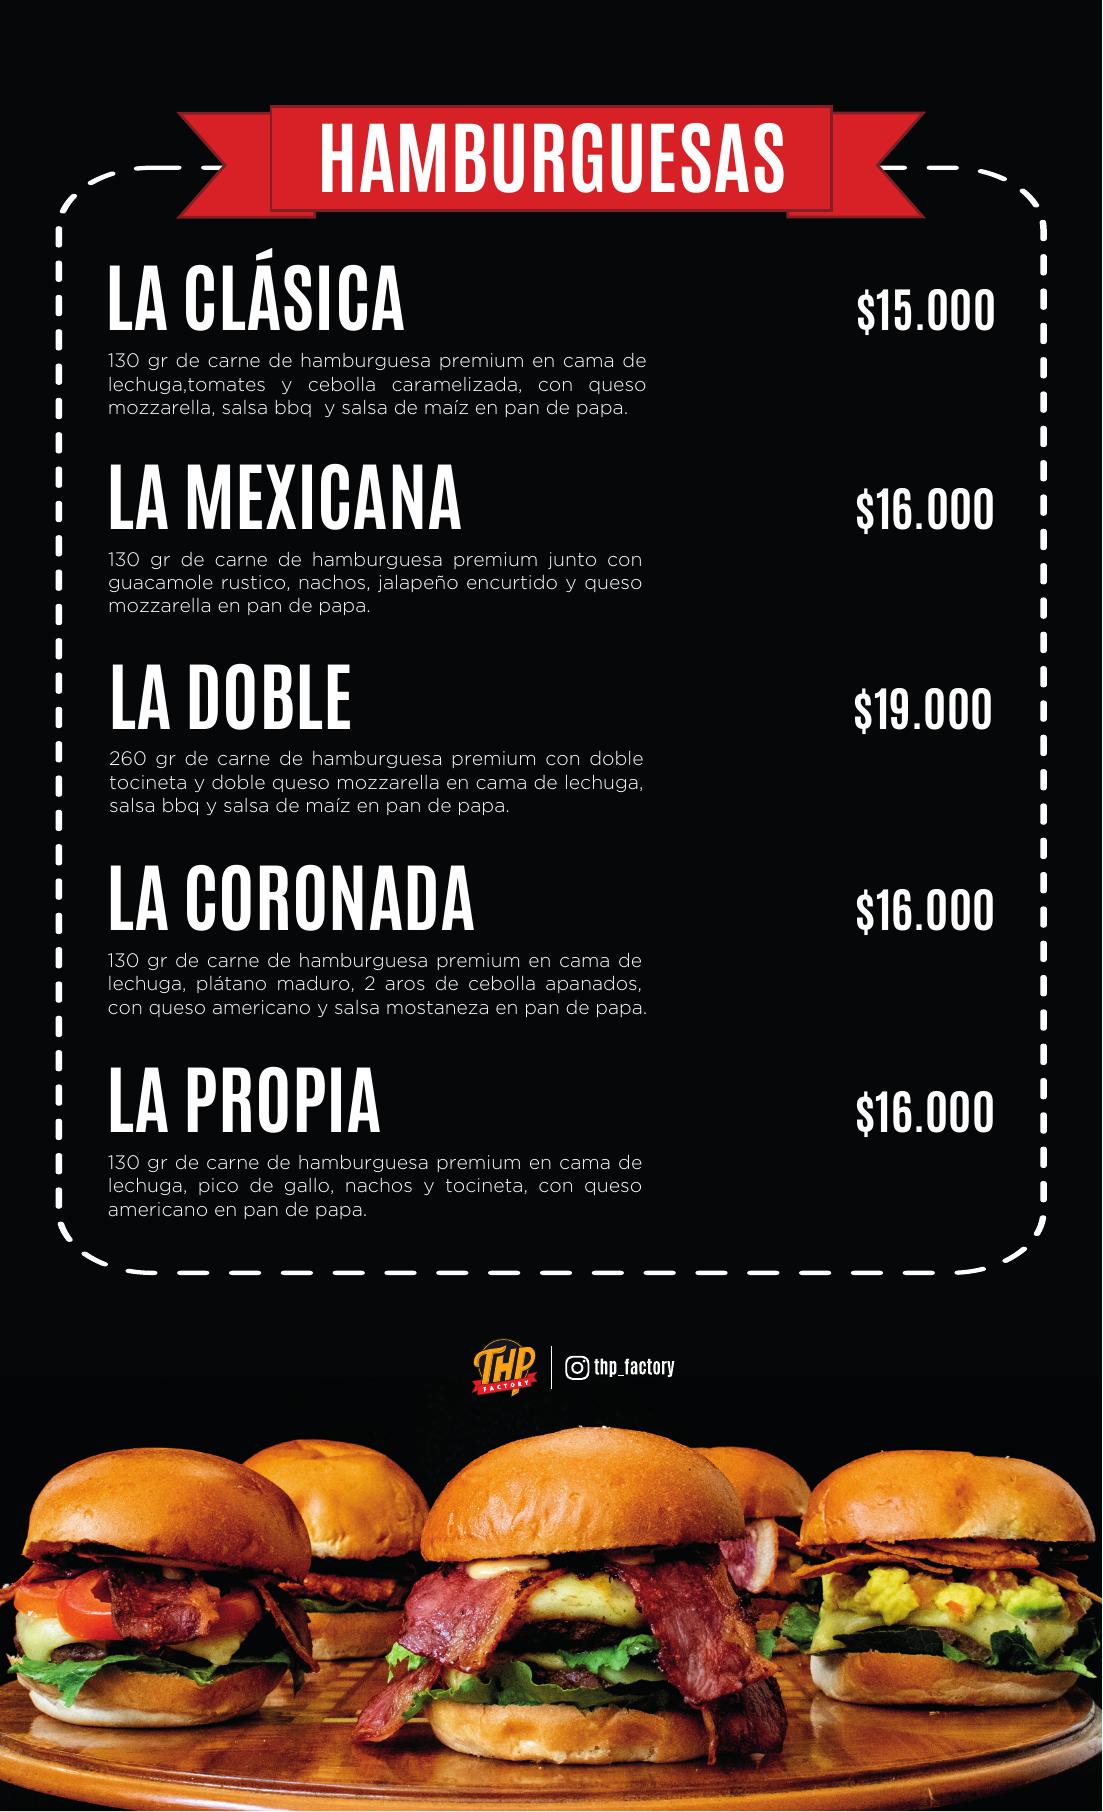 HAMBURGUESAS
LA CLÁSICA
$15.000
130 gr de carne de hamburguesa premium en cama de
lechuga,tomates y cebolla caramelizada, con queso
mozzarella, salsa bbq y salsa de maíz en pan de papa.
LA MEXICANA
$16.000
130 gr de carne de hamburguesa premium junto con
guacamole rustico, nachos, jalapeño encurtido y queso
mozzarella en pan de papa.
LA DOBLE
$19.000
260 gr de carne de hamburguesa premium con doble
tocineta y doble queso mozzarella en cama de lechuga,
salsa bbq y salsa de maíz en pan de papa.
LA CORONADA
$16.000
130 gr de carne de hamburguesa premium en cama de
lechuga, plátano maduro, 2 aros de cebolla apanados,
con queso americano y salsa mostaneza en pan de papa.
LA PROPIA
$16.000
130 gr de carne de hamburguesa premium en cama de
lechuga, pico de gallo, nachos y tocineta, con queso
americano en pan de papa.
THP
FACTORY
thp_factory